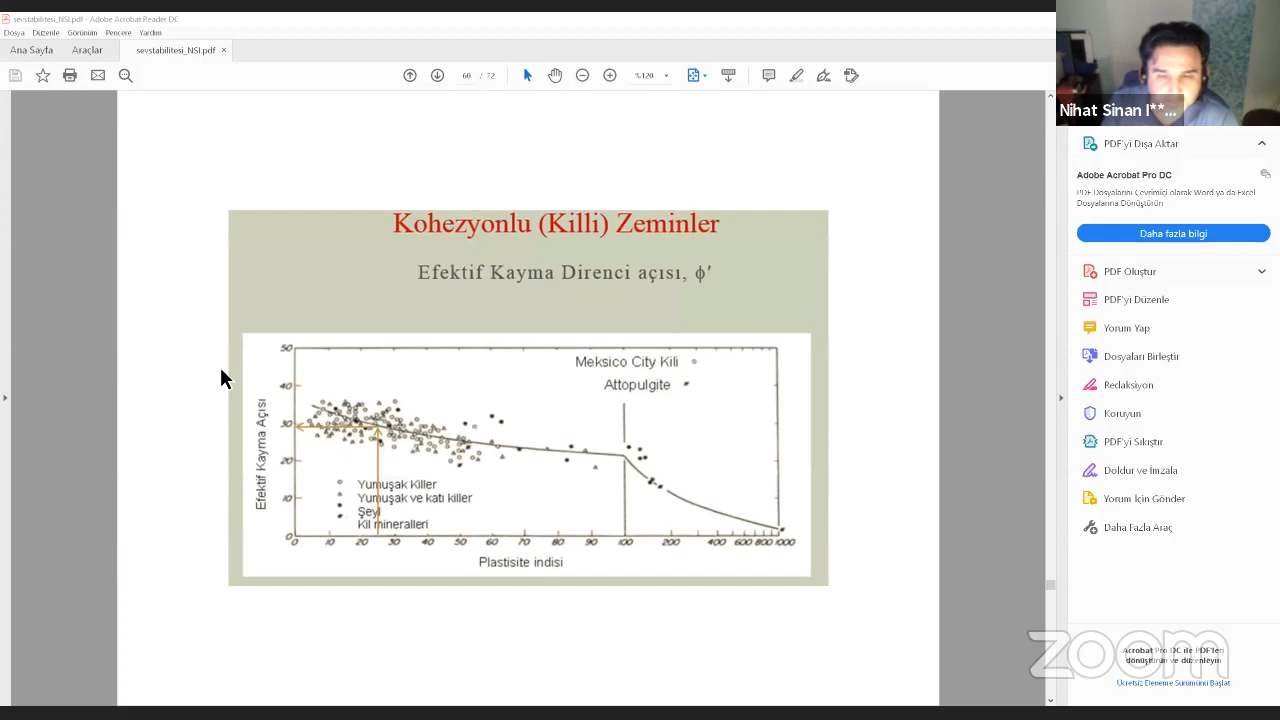 sevstabilitesi_NSI.pdf - Adobe Acrobat Reader DC
Dosya Düzenle Görünüm Pencere Yardım
Ana Sayfa Araçlar sevstabilitesi_NSI.pdf ×
60 / 72 %120
Nihat Sinan I**...
PDF'yi Dışa Aktar
Adobe Acrobat Pro DC
PDF Dosyalarını Çevrimiçi olarak Word ya da Excel
Dosyalarına Dönüştürün
Daha fazla bilgi
PDF Oluştur
PDF'yi Düzenle
Yorum Yap
Dosyaları Birleştir
Redaksiyon
Koruyun
PDF'yi Sıkıştır
Doldur ve İmzala
Yorum İçin Gönder
Daha Fazla Araç
Acrobat Pro DC ile PDF'leri
dönüştürün ve düzenleyin
Ücretsiz Deneme Sürümünü Başlat
zoom
Kohezyonlu (Killi) Zeminler
Efektif Kayma Direnci açısı, ϕ′
Meksico City Kili
Attopulgite
Efektif Kayma Açısı
50
40
30
20
10
0
Yumuşak Killer
Yumuşak ve katı killer
Şeyl
Kil mineralleri
0 10 20 30 40 50 60 70 80 90 100 200 400 600 800 1000
Plastisite indisi